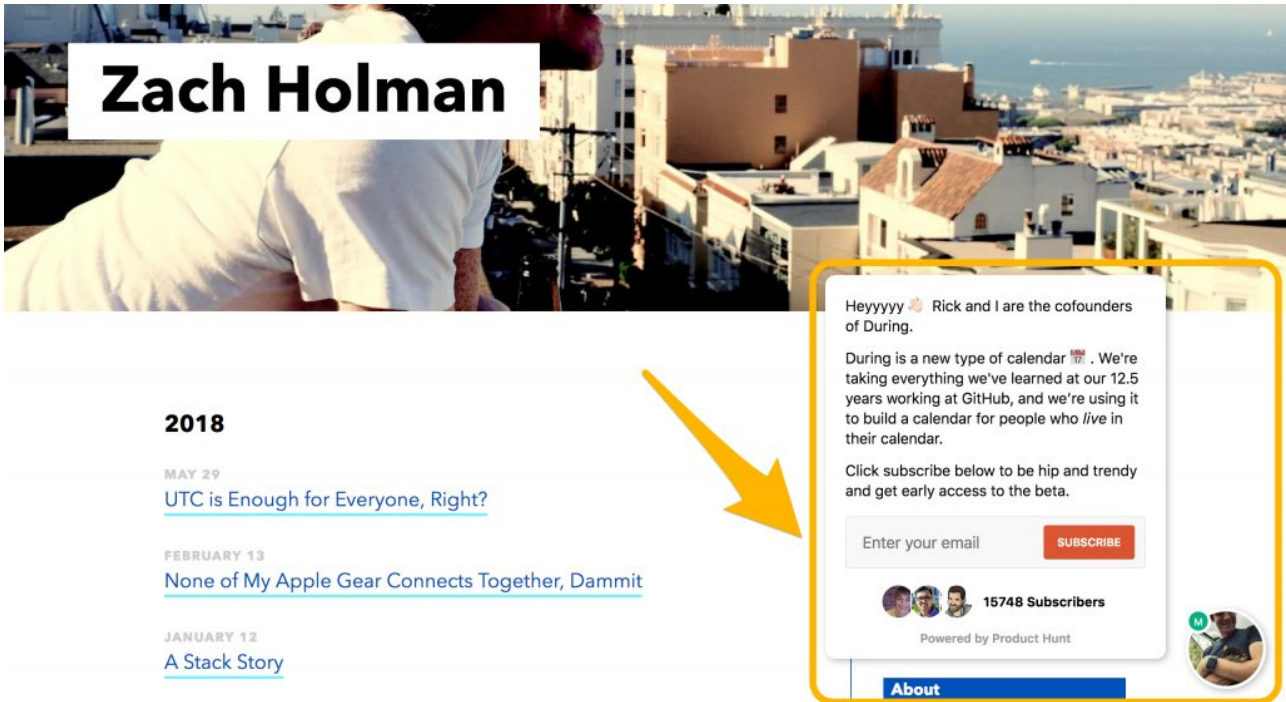 Zach Holman
2018
MAY 29
UTC is Enough for Everyone, Right?
FEBRUARY 13
None of My Apple Gear Connects Together, Dammit
JANUARY 12
A Stack Story
Heyyyyy 👋🏻 Rick and I are the cofounders
of During.
During is a new type of calendar 📅 . We're
taking everything we've learned at our 12.5
years working at GitHub, and we're using it
to build a calendar for people who live in
their calendar.
Click subscribe below to be hip and trendy
and get early access to the beta.
Enter your email
SUBSCRIBE
15748 Subscribers
Powered by Product Hunt
M
About